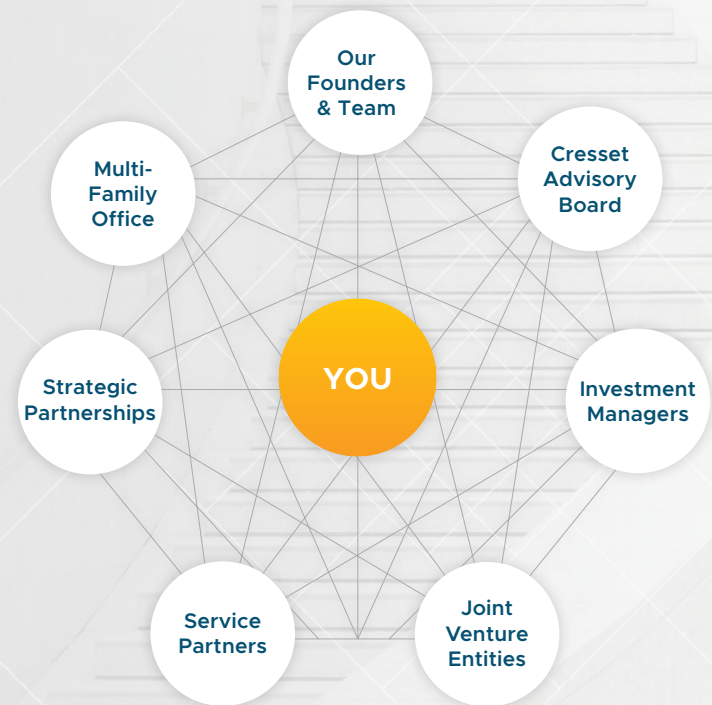 Our
Founders
& Team
Multi-
Family
Office
Cresset
Advisory
Board
YOU
Strategic
Partnerships
Investment
Managers
Service
Partners
Joint
Venture
Entities